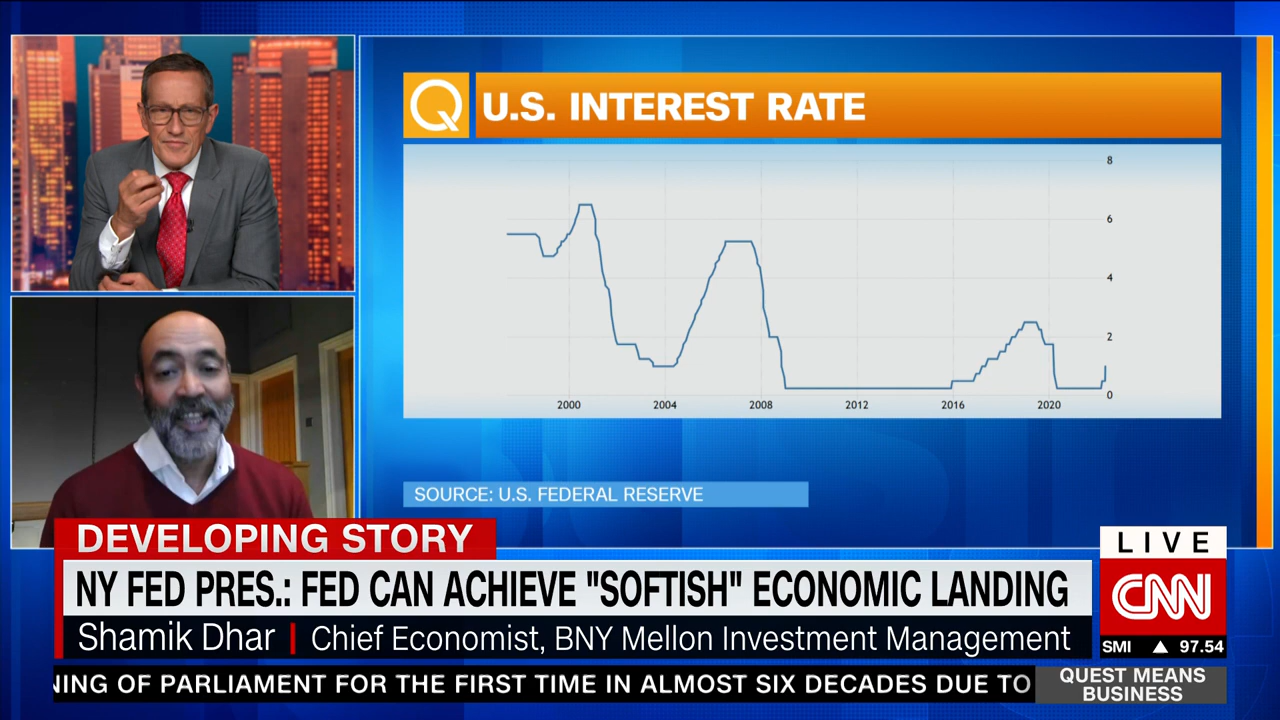 Q U.S. INTEREST RATE
8
6
4
2
0
2000 2004 2008 2012 2016 2020
SOURCE: U.S. FEDERAL RESERVE
DEVELOPING STORY
NY FED PRES.: FED CAN ACHIEVE "SOFTISH" ECONOMIC LANDING
Shamik Dhar | Chief Economist, BNY Mellon Investment Management
LIVE
CNN
SMI ▲ 97.54
NING OF PARLIAMENT FOR THE FIRST TIME IN ALMOST SIX DECADES DUE TO
QUEST MEANS
BUSINESS